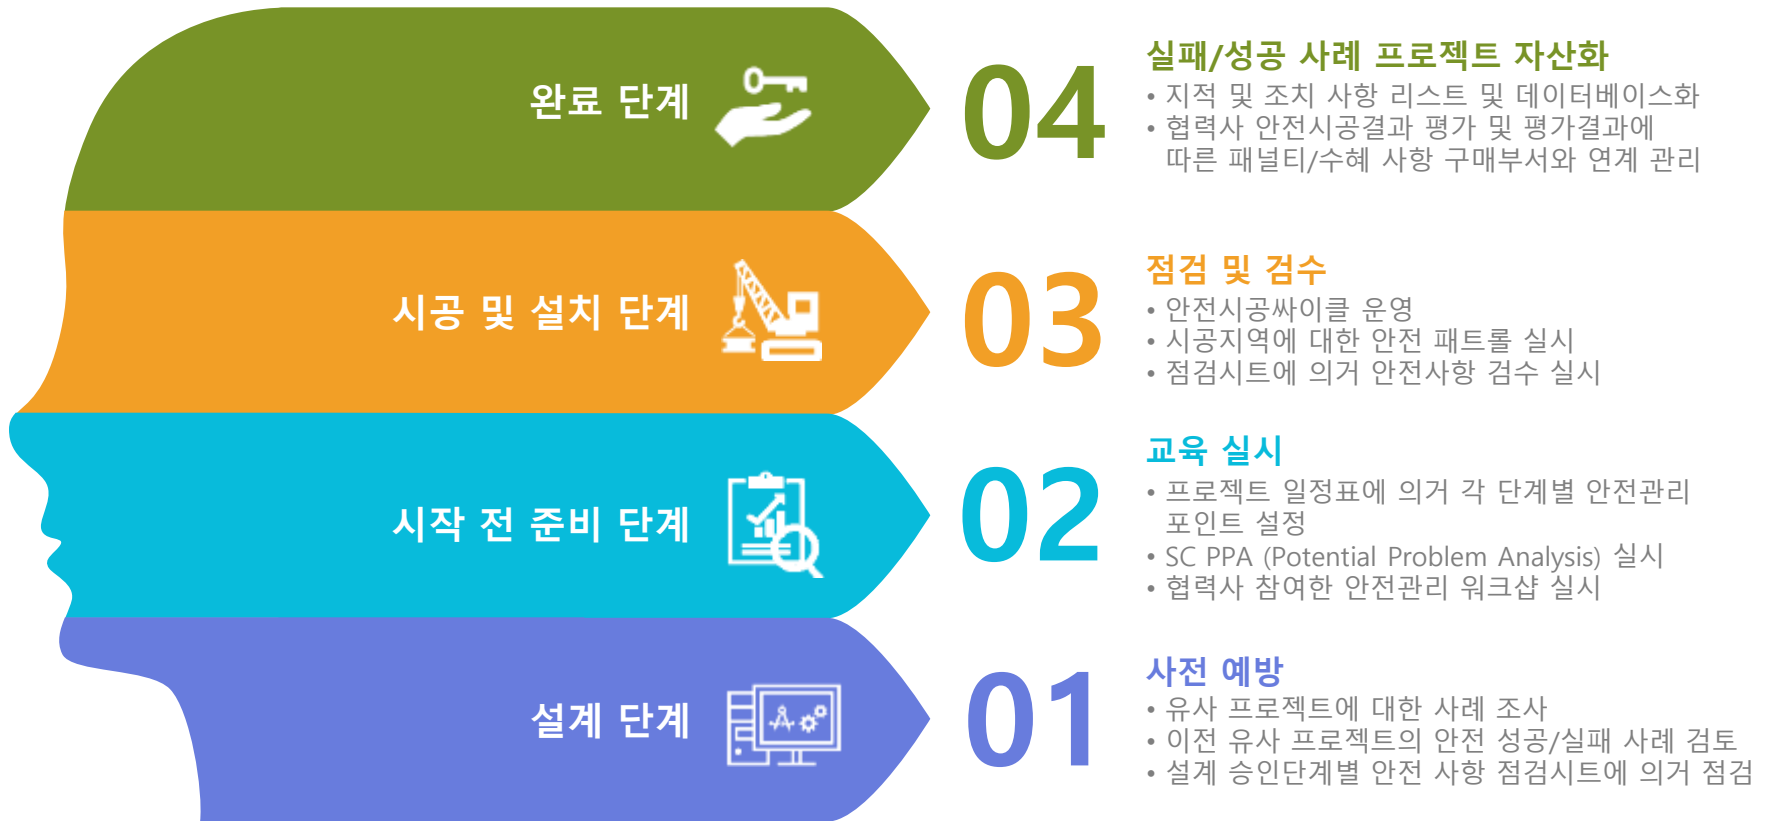 완료 단계
04
실패/성공 사례 프로젝트 자산화
• 지적 및 조치 사항 리스트 및 데이터베이스화
• 협력사 안전시공결과 평가 및 평가결과에
따른 패널티/수혜 사항 구매부서와 연계 관리
시공 및 설치 단계
03
점검 및 검수
• 안전시공싸이클 운영
• 시공지역에 대한 안전 패트롤 실시
• 점검시트에 의거 안전사항 검수 실시
시작 전 준비 단계
02
교육 실시
• 프로젝트 일정표에 의거 각 단계별 안전관리
포인트 설정
• SC PPA (Potential Problem Analysis) 실시
• 협력사 참여한 안전관리 워크샵 실시
설계 단계
01
사전 예방
• 유사 프로젝트에 대한 사례 조사
• 이전 유사 프로젝트의 안전 성공/실패 사례 검토
• 설계 승인단계별 안전 사항 점검시트에 의거 점검